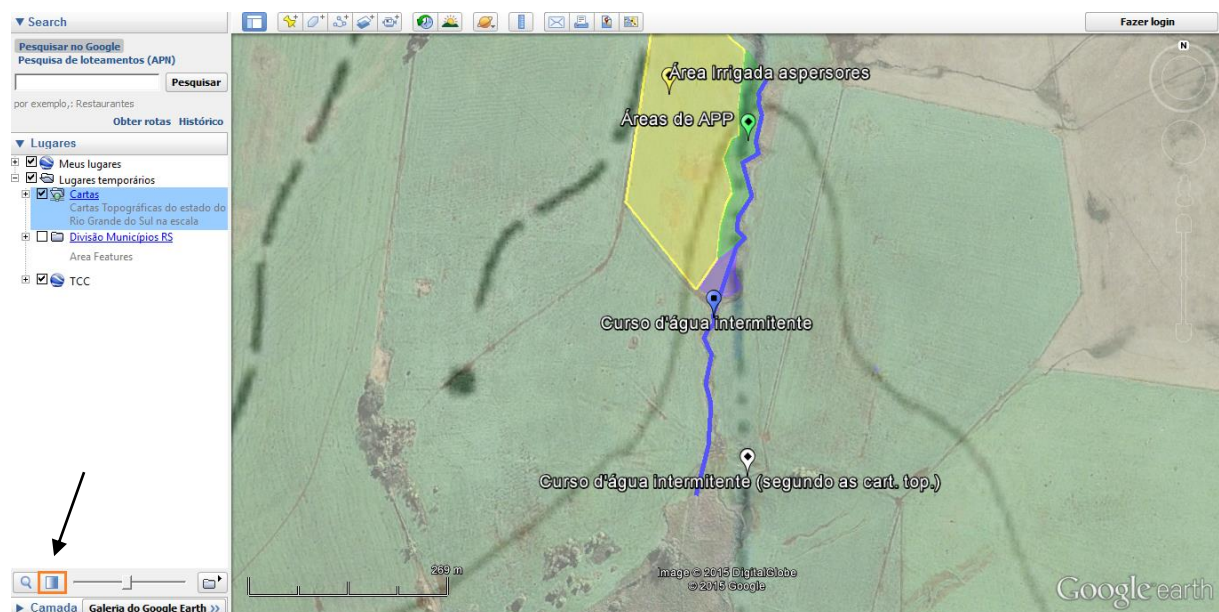 ▼ Search
Pesquisar no Google
Pesquisa de loteamentos (APN)
Pesquisar
por exemplo,: Restaurantes
Obter rotas Histórico
▼ Lugares
Meus lugares
Lugares temporários
Cartas
Cartas Topográficas do estado do
Rio Grande do Sul na escala
Divisão Municípios RS
Area Features
TCC
▶ Camada Galeria do Google Earth >>
Fazer login
N
Área Irrigada aspersores
Áreas de APP
Curso d'água intermitente
Curso d'água intermitente (segundo as cart. top.)
269 m
Image © 2015 DigitalGlobe
© 2015 Google
Google earth